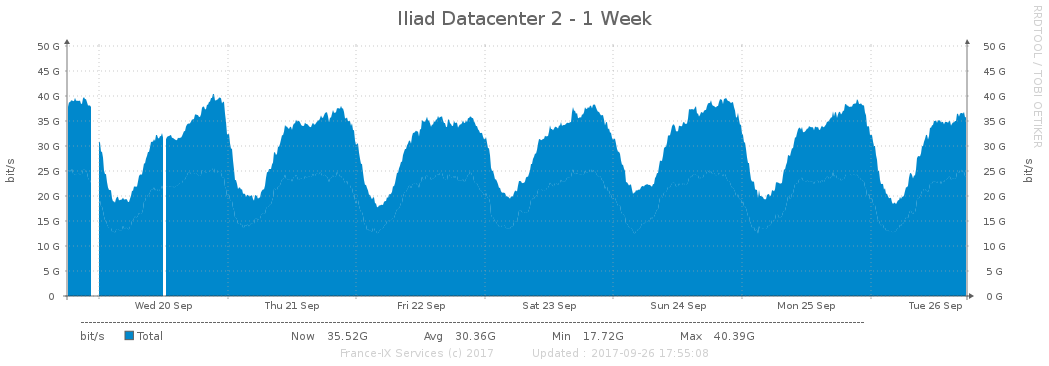 Iliad Datacenter 2 - 1 Week
RRDTOOL / TOBI OETIKER
50 G 50 G
45 G 45 G
40 G 40 G
35 G 35 G
30 G 30 G
25 G 25 G
20 G 20 G
15 G 15 G
10 G 10 G
5 G 5 G
0 0 G
bit/s bit/s
Wed 20 Sep Thu 21 Sep Fri 22 Sep Sat 23 Sep Sun 24 Sep Mon 25 Sep Tue 26 Sep
bit/s Total Now 35.52G Avg 30.36G Min 17.72G Max 40.39G
France-IX Services (c) 2017 Updated : 2017-09-26 17:55:08